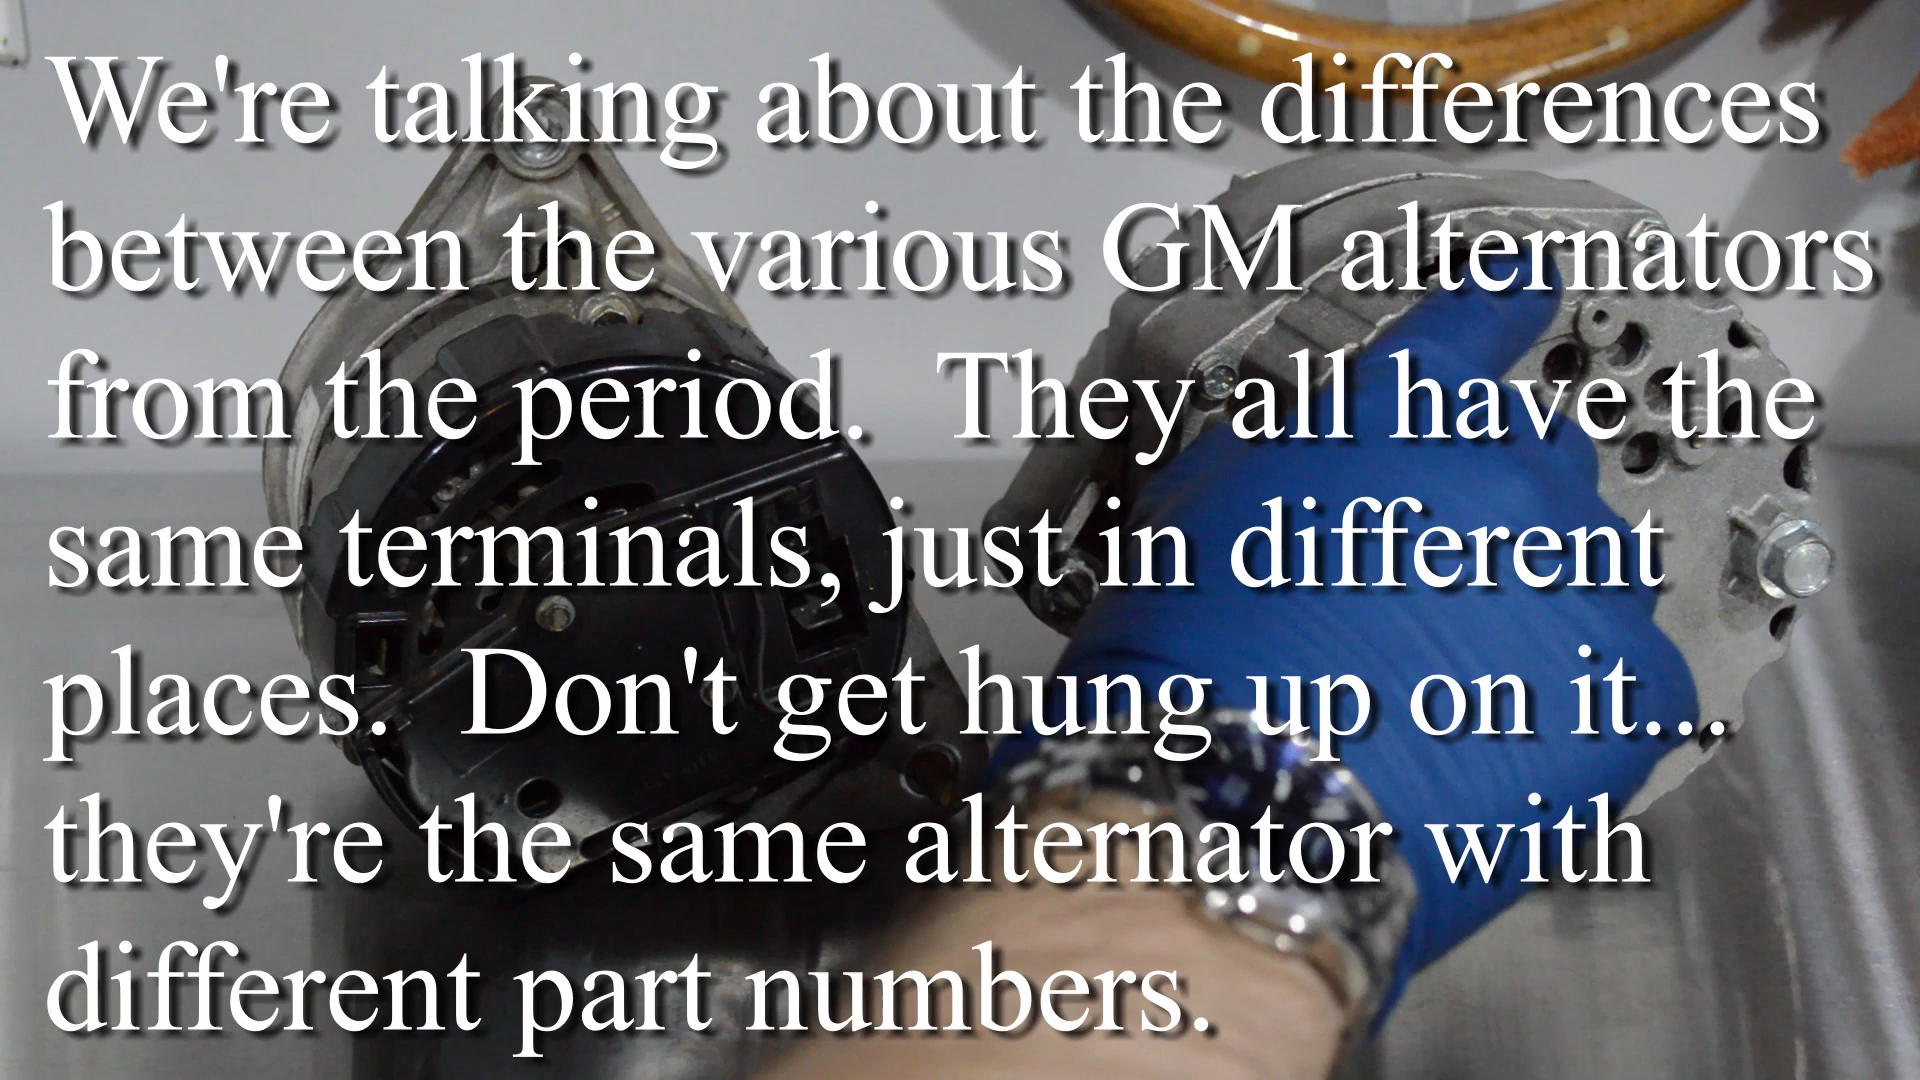 We're talking about the differences
between the various GM alternators
from the period.  They all have the
same terminals, just in different
places.  Don't get hung up on it...
they're the same alternator with
different part numbers.